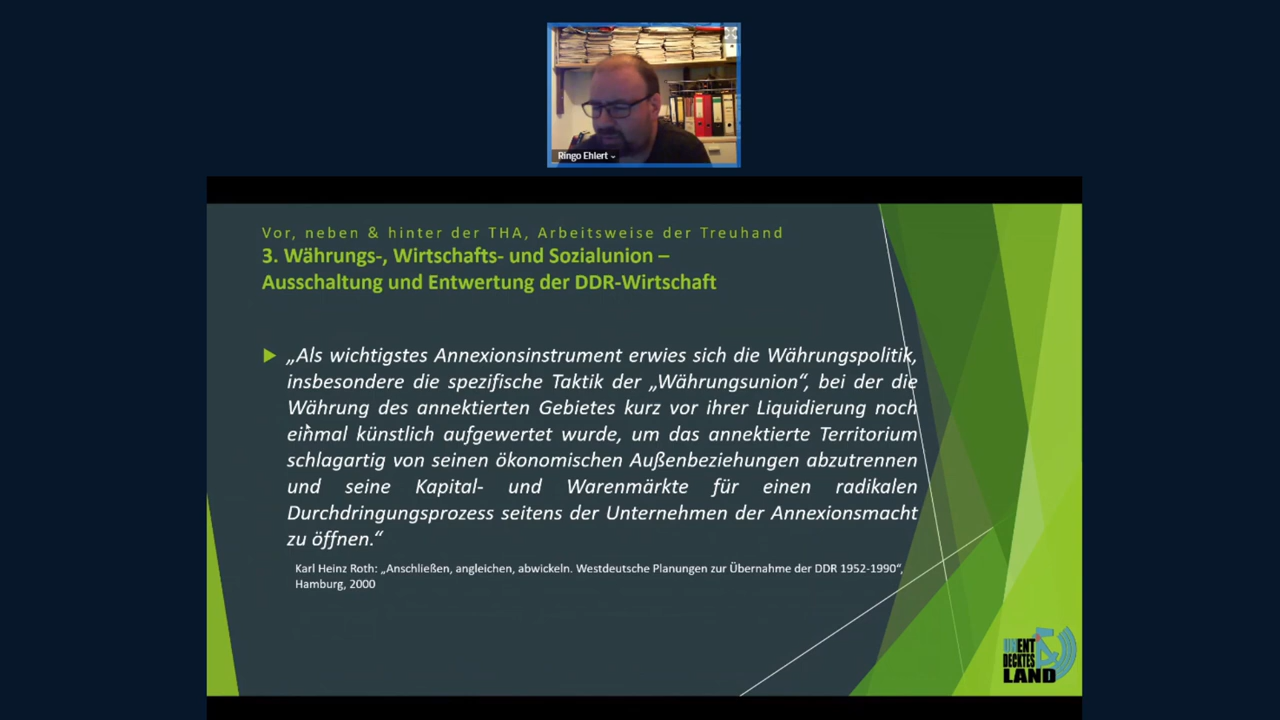 Ringo Ehlert
Vor, neben & hinter der THA, Arbeitsweise der Treuhand
3. Währungs-, Wirtschafts- und Sozialunion –
Ausschaltung und Entwertung der DDR-Wirtschaft
„Als wichtigstes Annexionsinstrument erwies sich die Währungspolitik,
insbesondere die spezifische Taktik der „Währungsunion“, bei der die
Währung des annektierten Gebietes kurz vor ihrer Liquidierung noch
einmal künstlich aufgewertet wurde, um das annektierte Territorium
schlagartig von seinen ökonomischen Außenbeziehungen abzutrennen
und seine Kapital- und Warenmärkte für einen radikalen
Durchdringungsprozess seitens der Unternehmen der Annexionsmacht
zu öffnen.“
Karl Heinz Roth: „Anschließen, angleichen, abwickeln. Westdeutsche Planungen zur Übernahme der DDR 1952-1990“,
Hamburg, 2000
UNENT
DECKTES
LAND